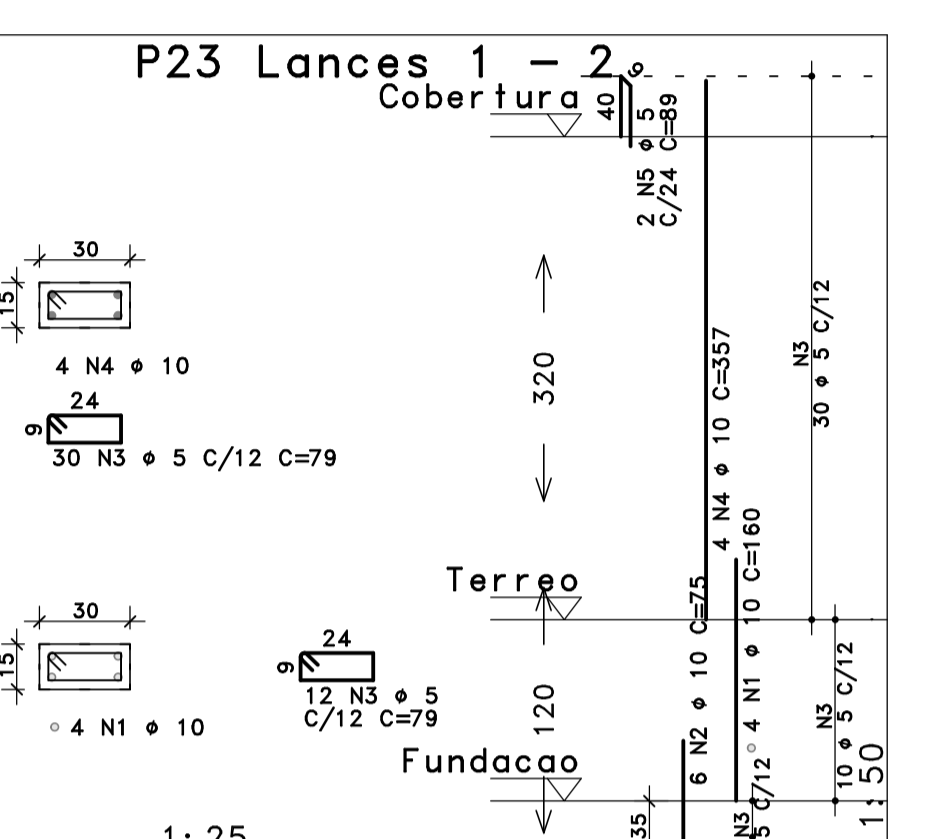 P23 Lances 1 - 2
Cobertura
40
9
2 N5 ϕ 5
C/24 C=89
30
15
4 N4 ϕ 10
24
9
30 N3 ϕ 5 C/12 C=79
320
4 N4 ϕ 10 C=357
N3
30 ϕ 5 C/12
Terreo
30
15
4 N1 ϕ 10
24
9
12 N3 ϕ 5
C/12 C=79
120
6 N2 ϕ 10 C=75
4 N1 ϕ 10 C=160
N3
10 ϕ 5 C/12
Fundacao
35
N3
5 C/12
1:50
1:25